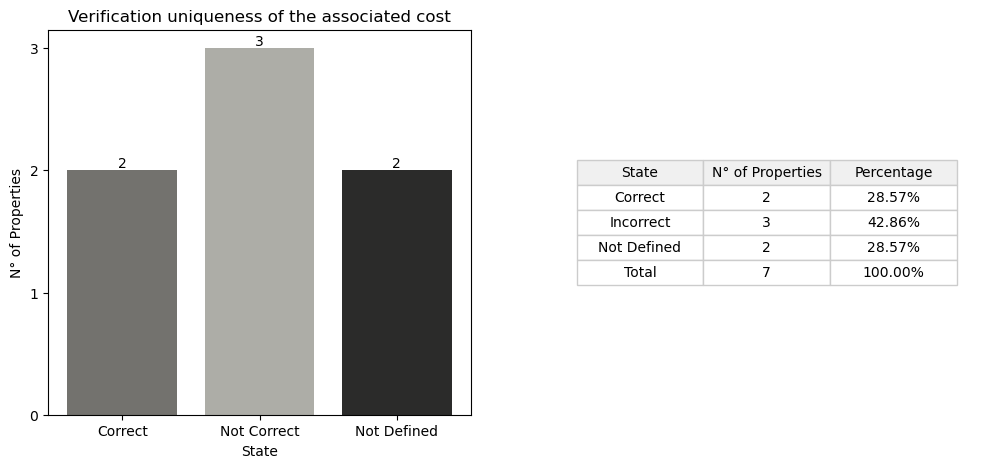 Verification uniqueness of the associated cost
N° of Properties
3
2
1
0
2
3
2
Correct
Not Correct
Not Defined
State
State N° of Properties Percentage
Correct 2 28.57%
Incorrect 3 42.86%
Not Defined 2 28.57%
Total 7 100.00%